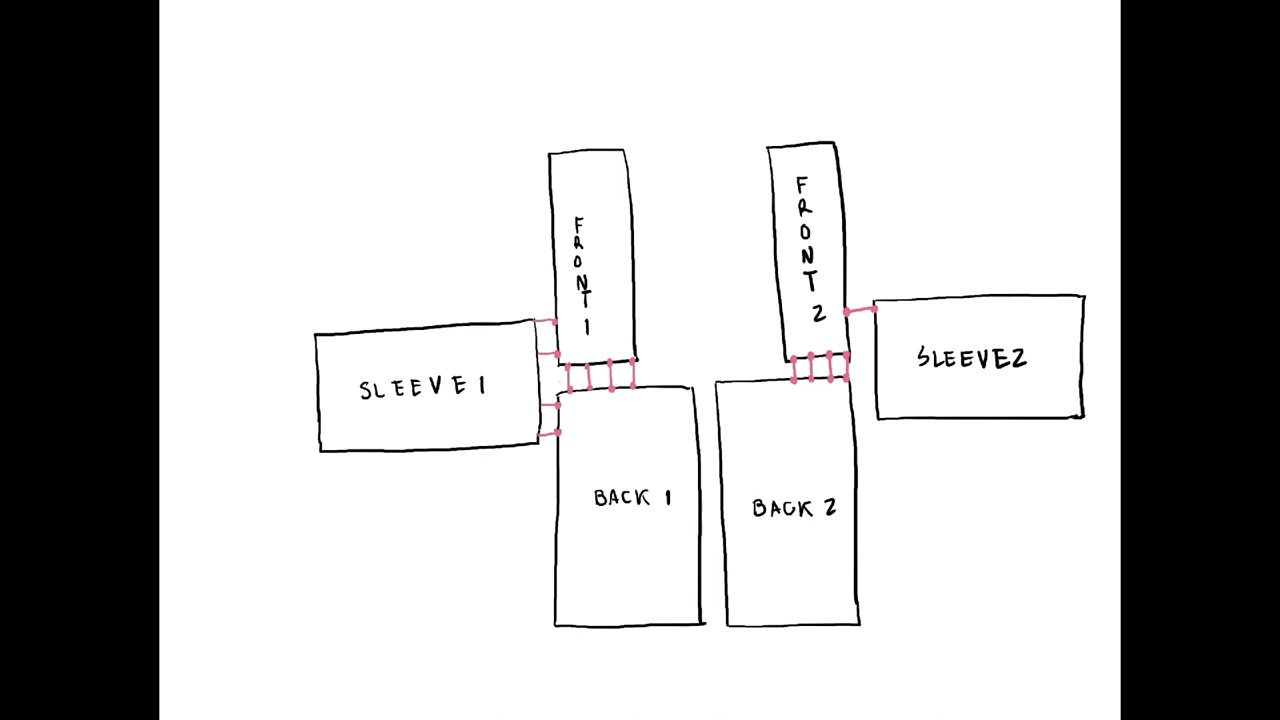 FRONT 1
FRONT 2
SLEEVE 1
SLEEVE2
BACK 1
BACK 2